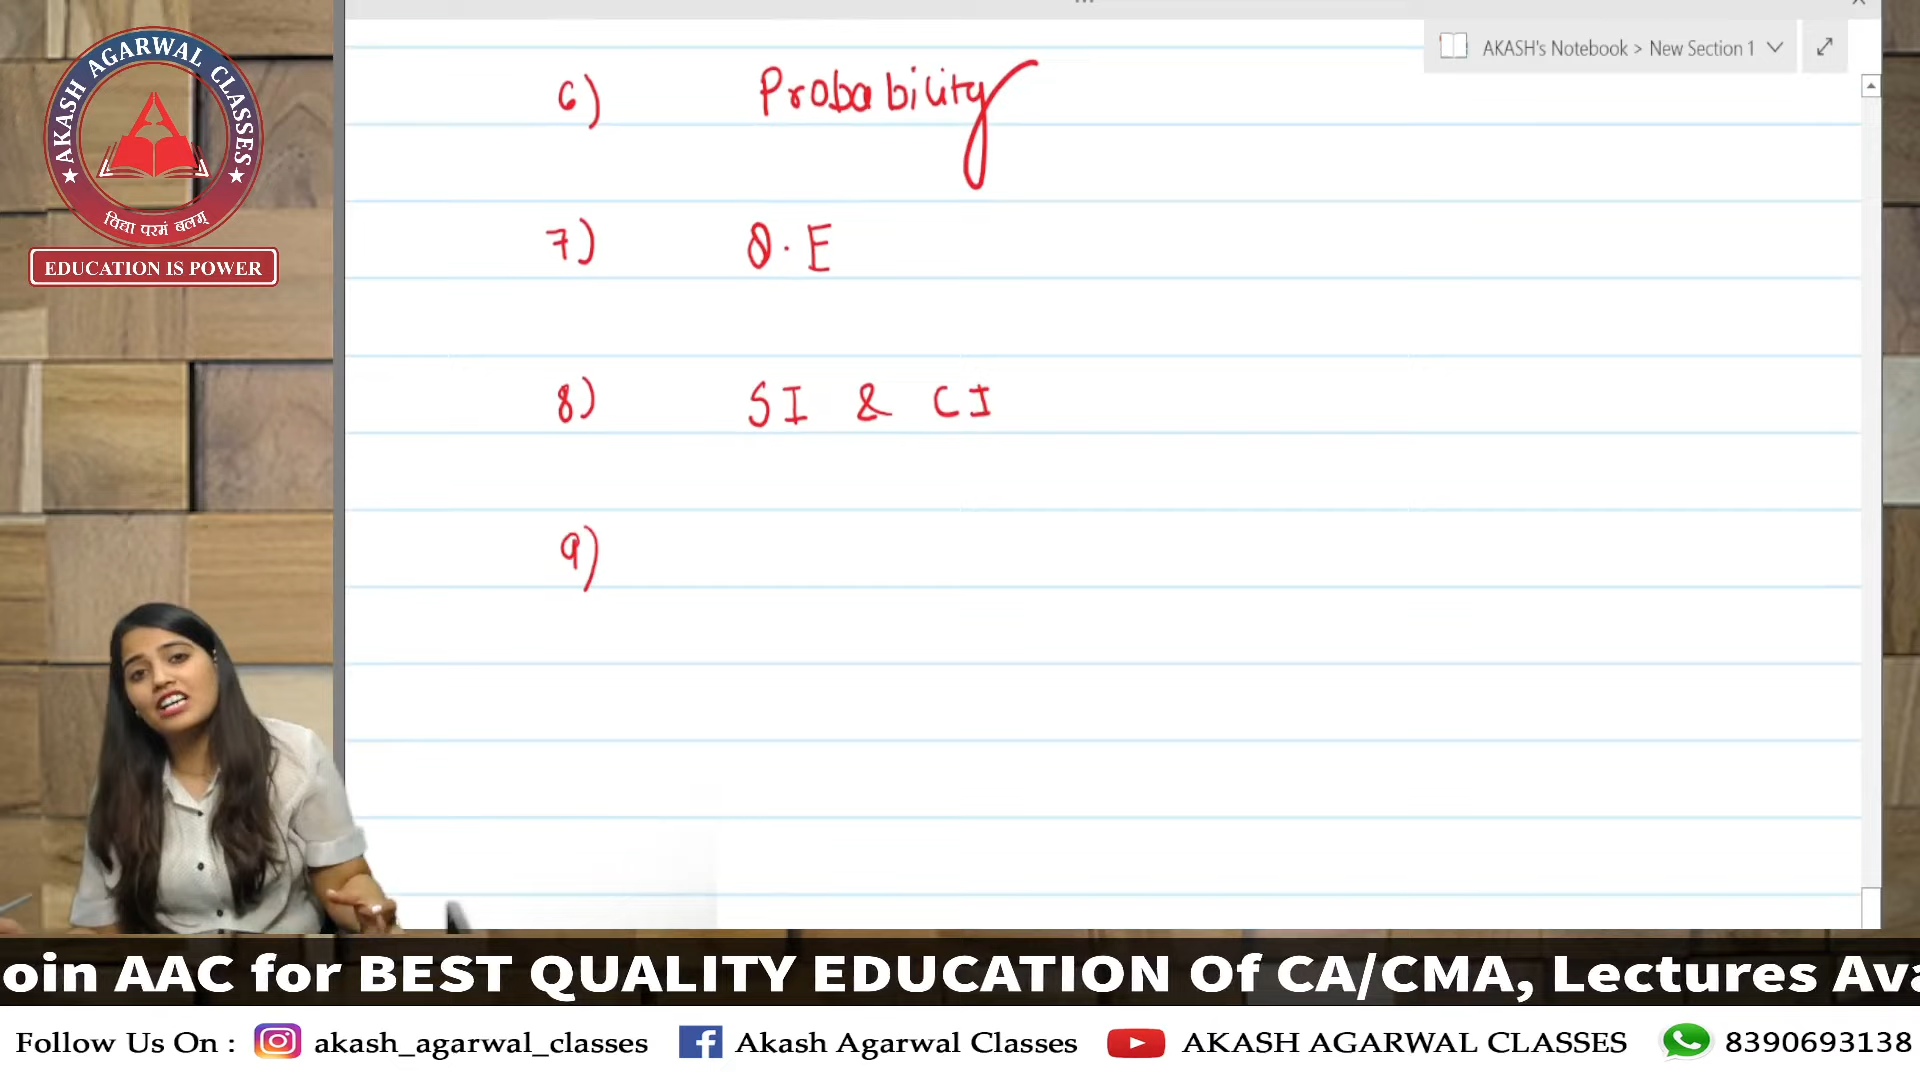 AKASH AGARWAL CLASSES
विद्या परमं बलम्
EDUCATION IS POWER
AKASH's Notebook > New Section 1
6) Probability
7) Q.E
8) SI & CI
9)
oin AAC for BEST QUALITY EDUCATION Of CA/CMA, Lectures Ava
Follow Us On : akash_agarwal_classes Akash Agarwal Classes AKASH AGARWAL CLASSES 8390693138